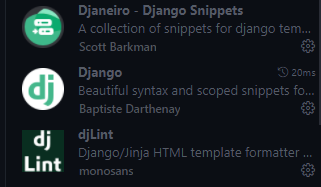 Djaneiro - Django Snippets
A collection of snippets for django tem...
Scott Barkman
dj
Django
20ms
Beautiful syntax and scoped snippets fo...
Baptiste Darthenay
dj
Lint
djLint
Django/Jinja HTML template formatter ...
monosans